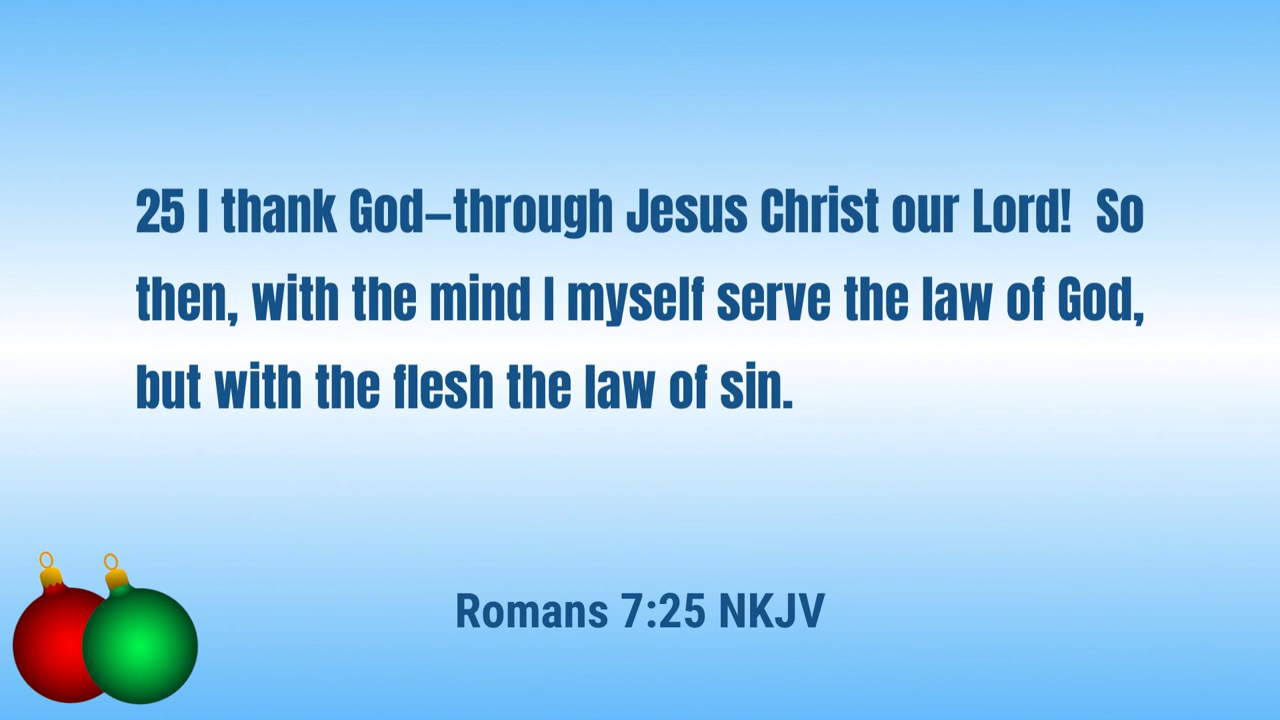 25 I thank God—through Jesus Christ our Lord!  So
then, with the mind I myself serve the law of God,
but with the flesh the law of sin.
Romans 7:25 NKJV